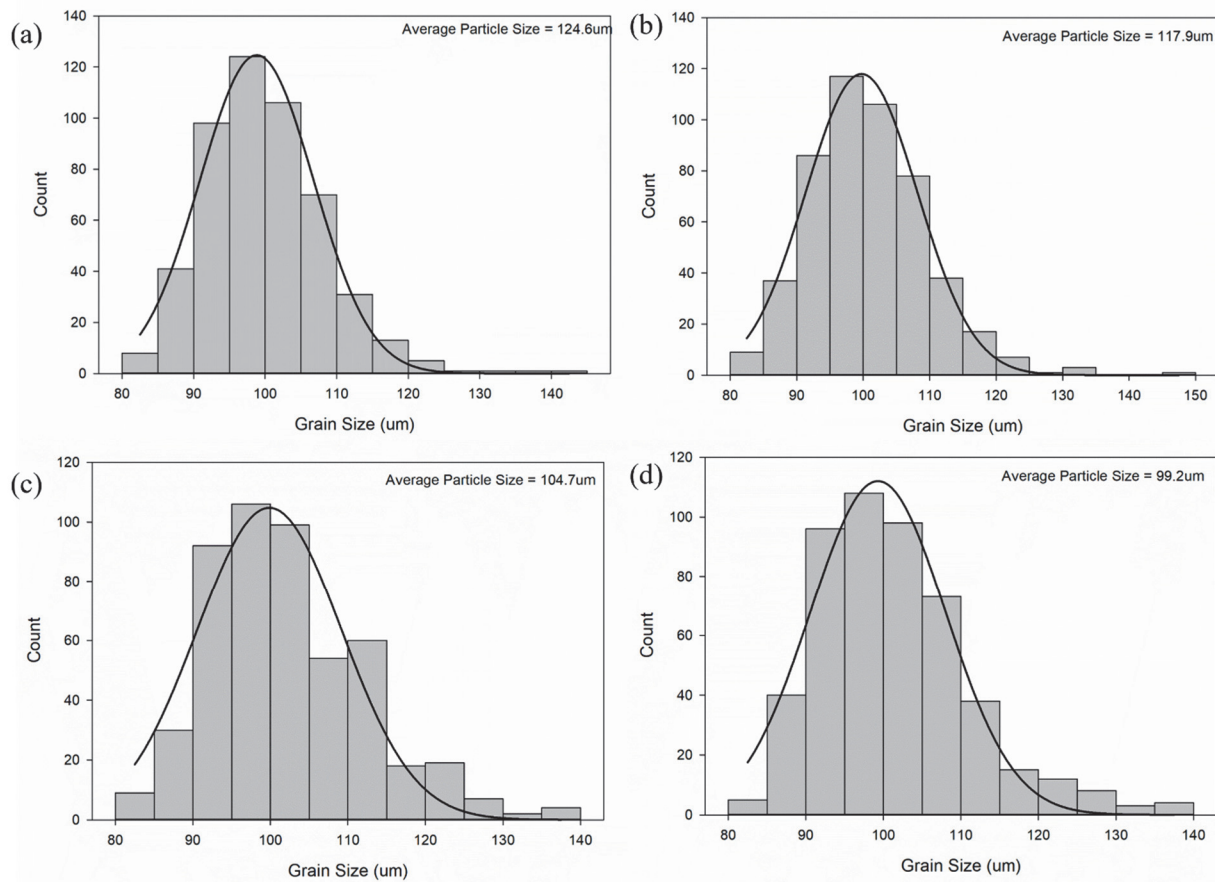 (a)
Average Particle Size = 124.6um
140
120
100
80
60
40
20
0
Count
80 90 100 110 120 130 140
Grain Size (um)
(b)
Average Particle Size = 117.9um
140
120
100
80
60
40
20
0
Count
80 90 100 110 120 130 140 150
Grain Size (um)
(c)
Average Particle Size = 104.7um
120
100
80
60
40
20
0
Count
80 90 100 110 120 130 140
Grain Size (um)
(d)
Average Particle Size = 99.2um
120
100
80
60
40
20
0
Count
80 90 100 110 120 130 140
Grain Size (um)